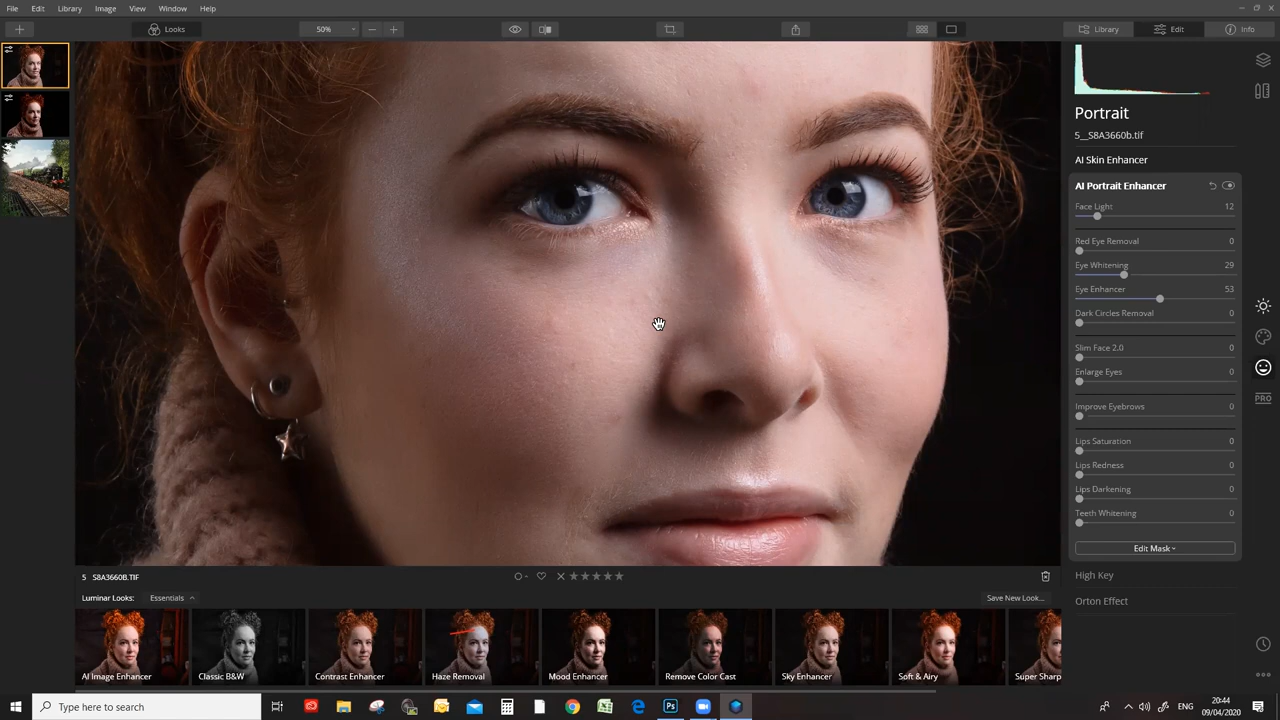 File Edit Library Image View Window Help
Looks 50% Library Edit Info
Portrait
5__S8A3660b.tif
AI Skin Enhancer
AI Portrait Enhancer
Face Light 12
Red Eye Removal 0
Eye Whitening 29
Eye Enhancer 53
Dark Circles Removal 0
Slim Face 2.0 0
Enlarge Eyes 0
Improve Eyebrows 0
Lips Saturation 0
Lips Redness 0
Lips Darkening 0
Teeth Whitening 0
Edit Mask
High Key
Orton Effect
PRO
5 S8A3660B.TIF
Luminar Looks: Essentials Save New Look...
AI Image Enhancer Classic B&W Contrast Enhancer Haze Removal Mood Enhancer Remove Color Cast Sky Enhancer Soft & Airy Super Sharp
Type here to search Ps ENG 20:44
09/04/2020